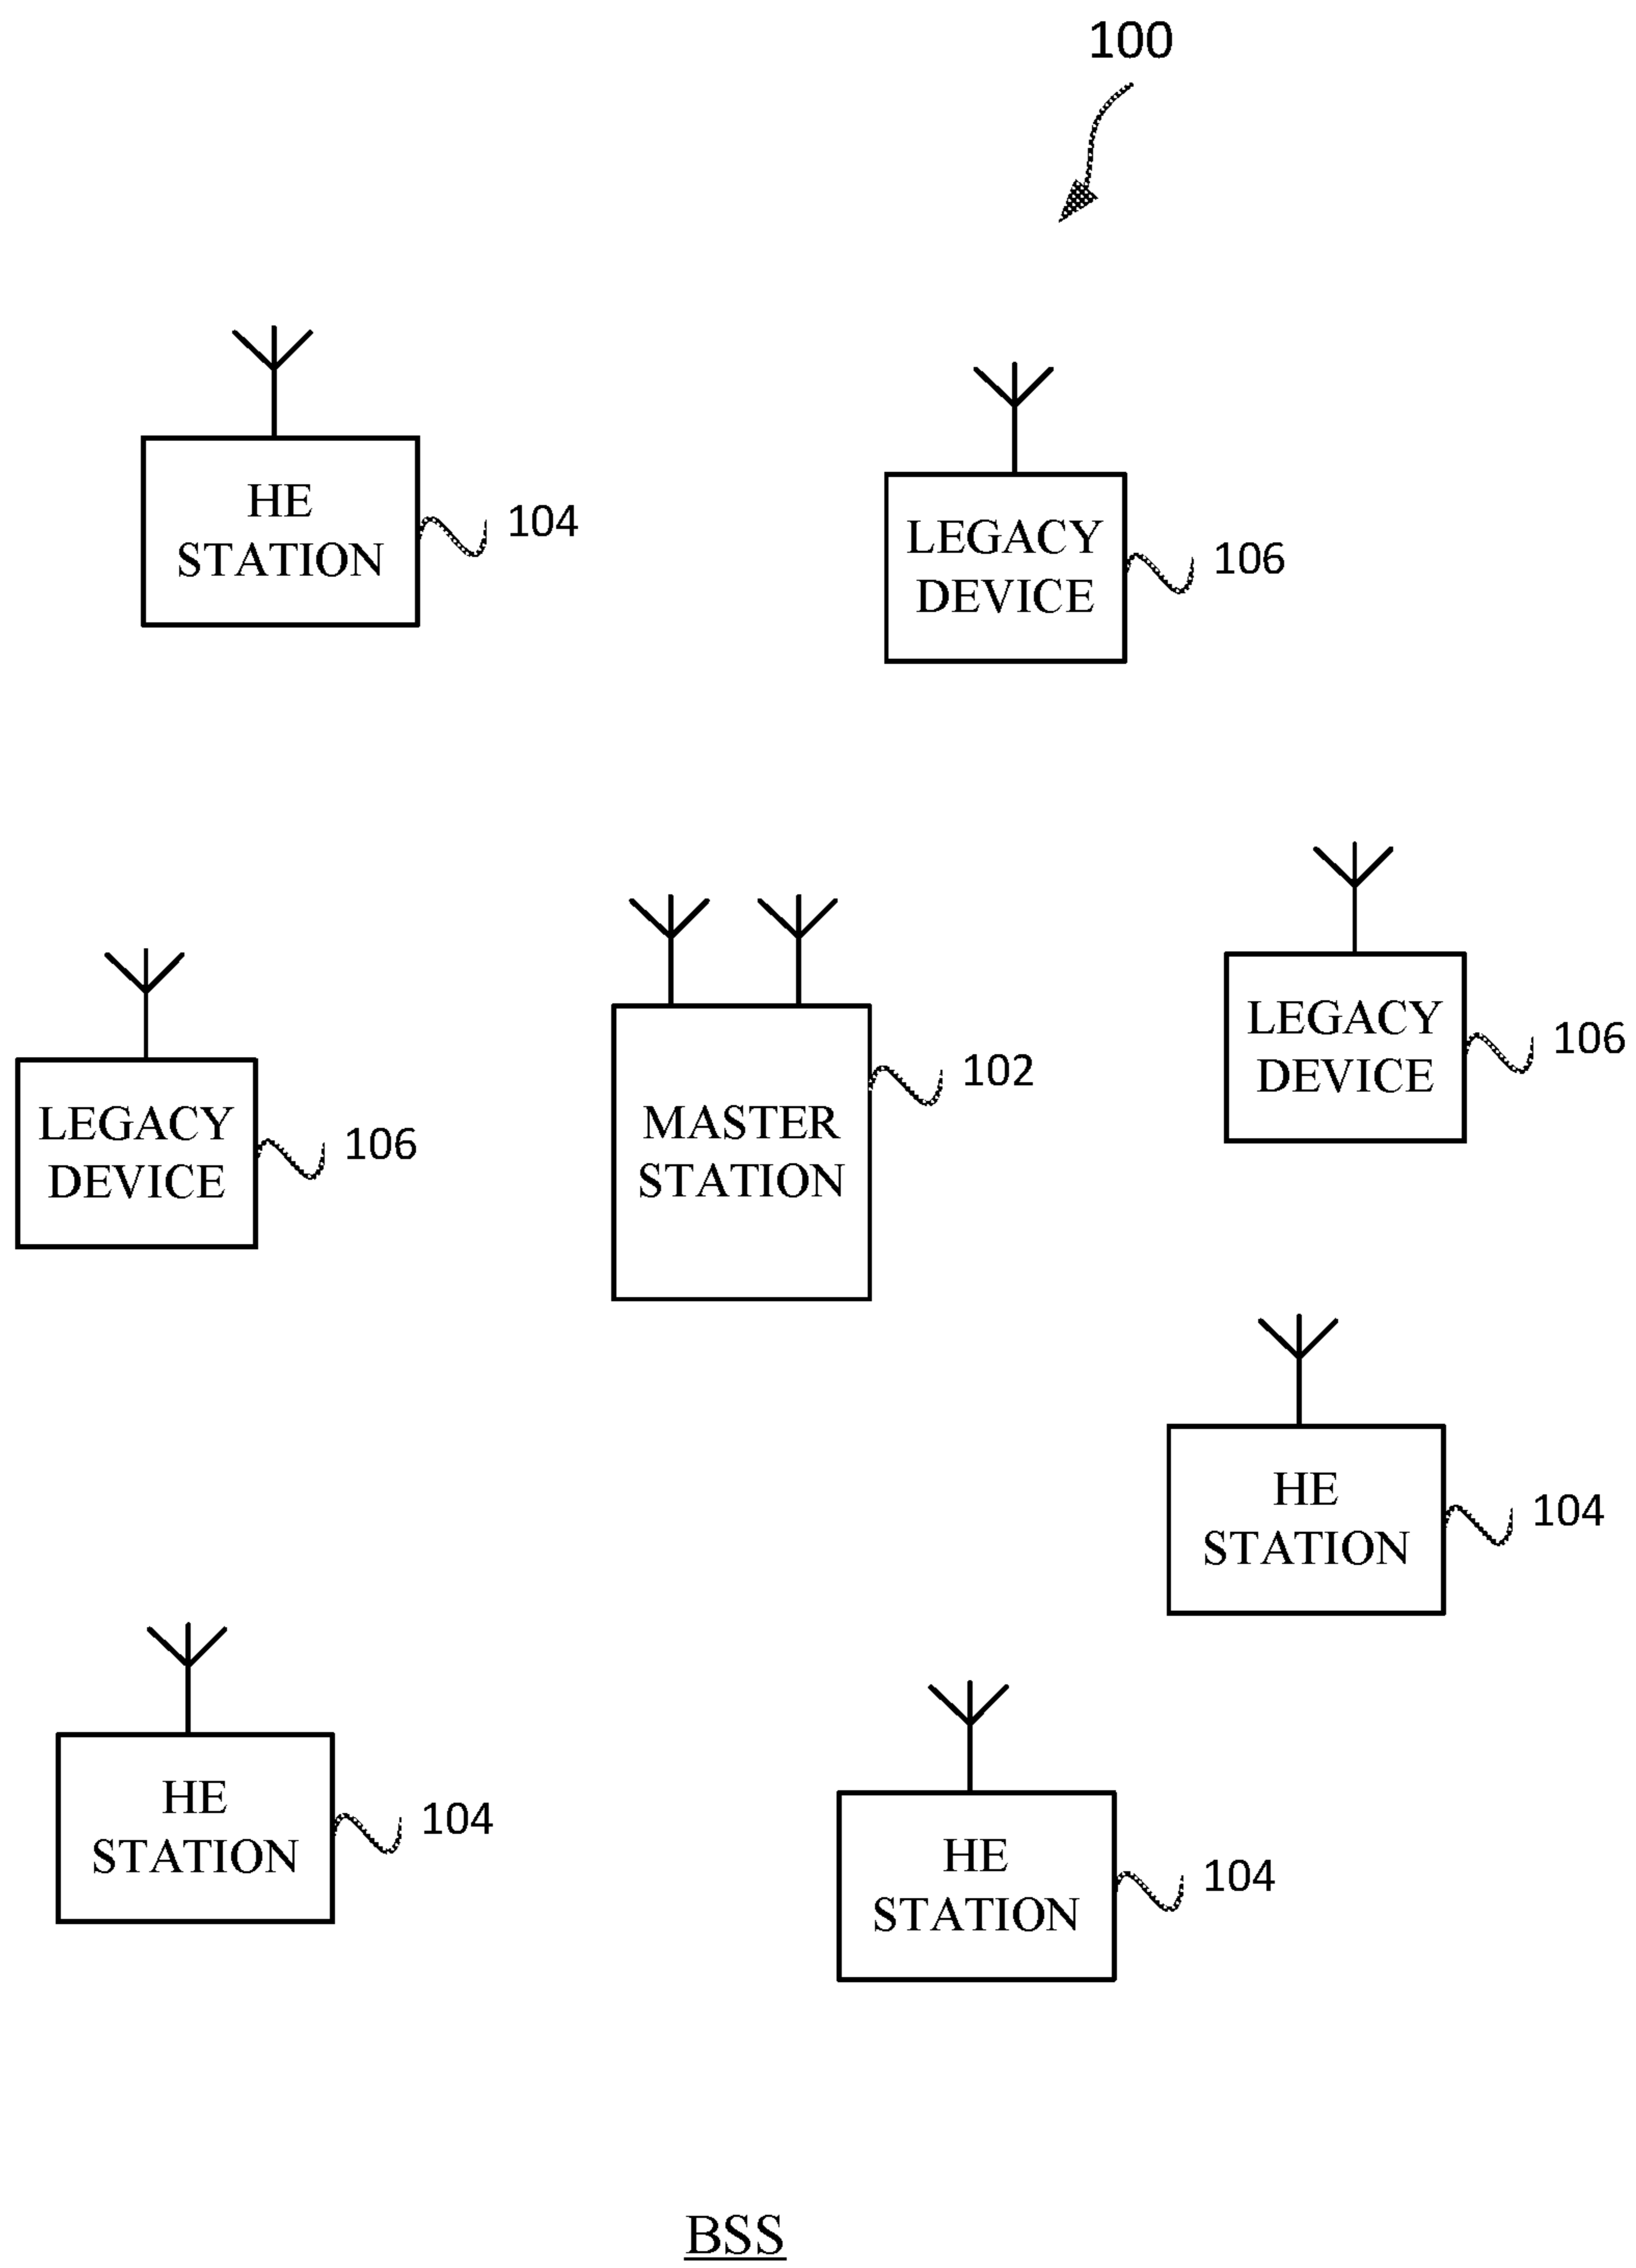 100
HE
STATION
104
LEGACY
DEVICE
106
LEGACY
DEVICE
106
MASTER
STATION
102
LEGACY
DEVICE
106
HE
STATION
104
HE
STATION
104
HE
STATION
104
BSS